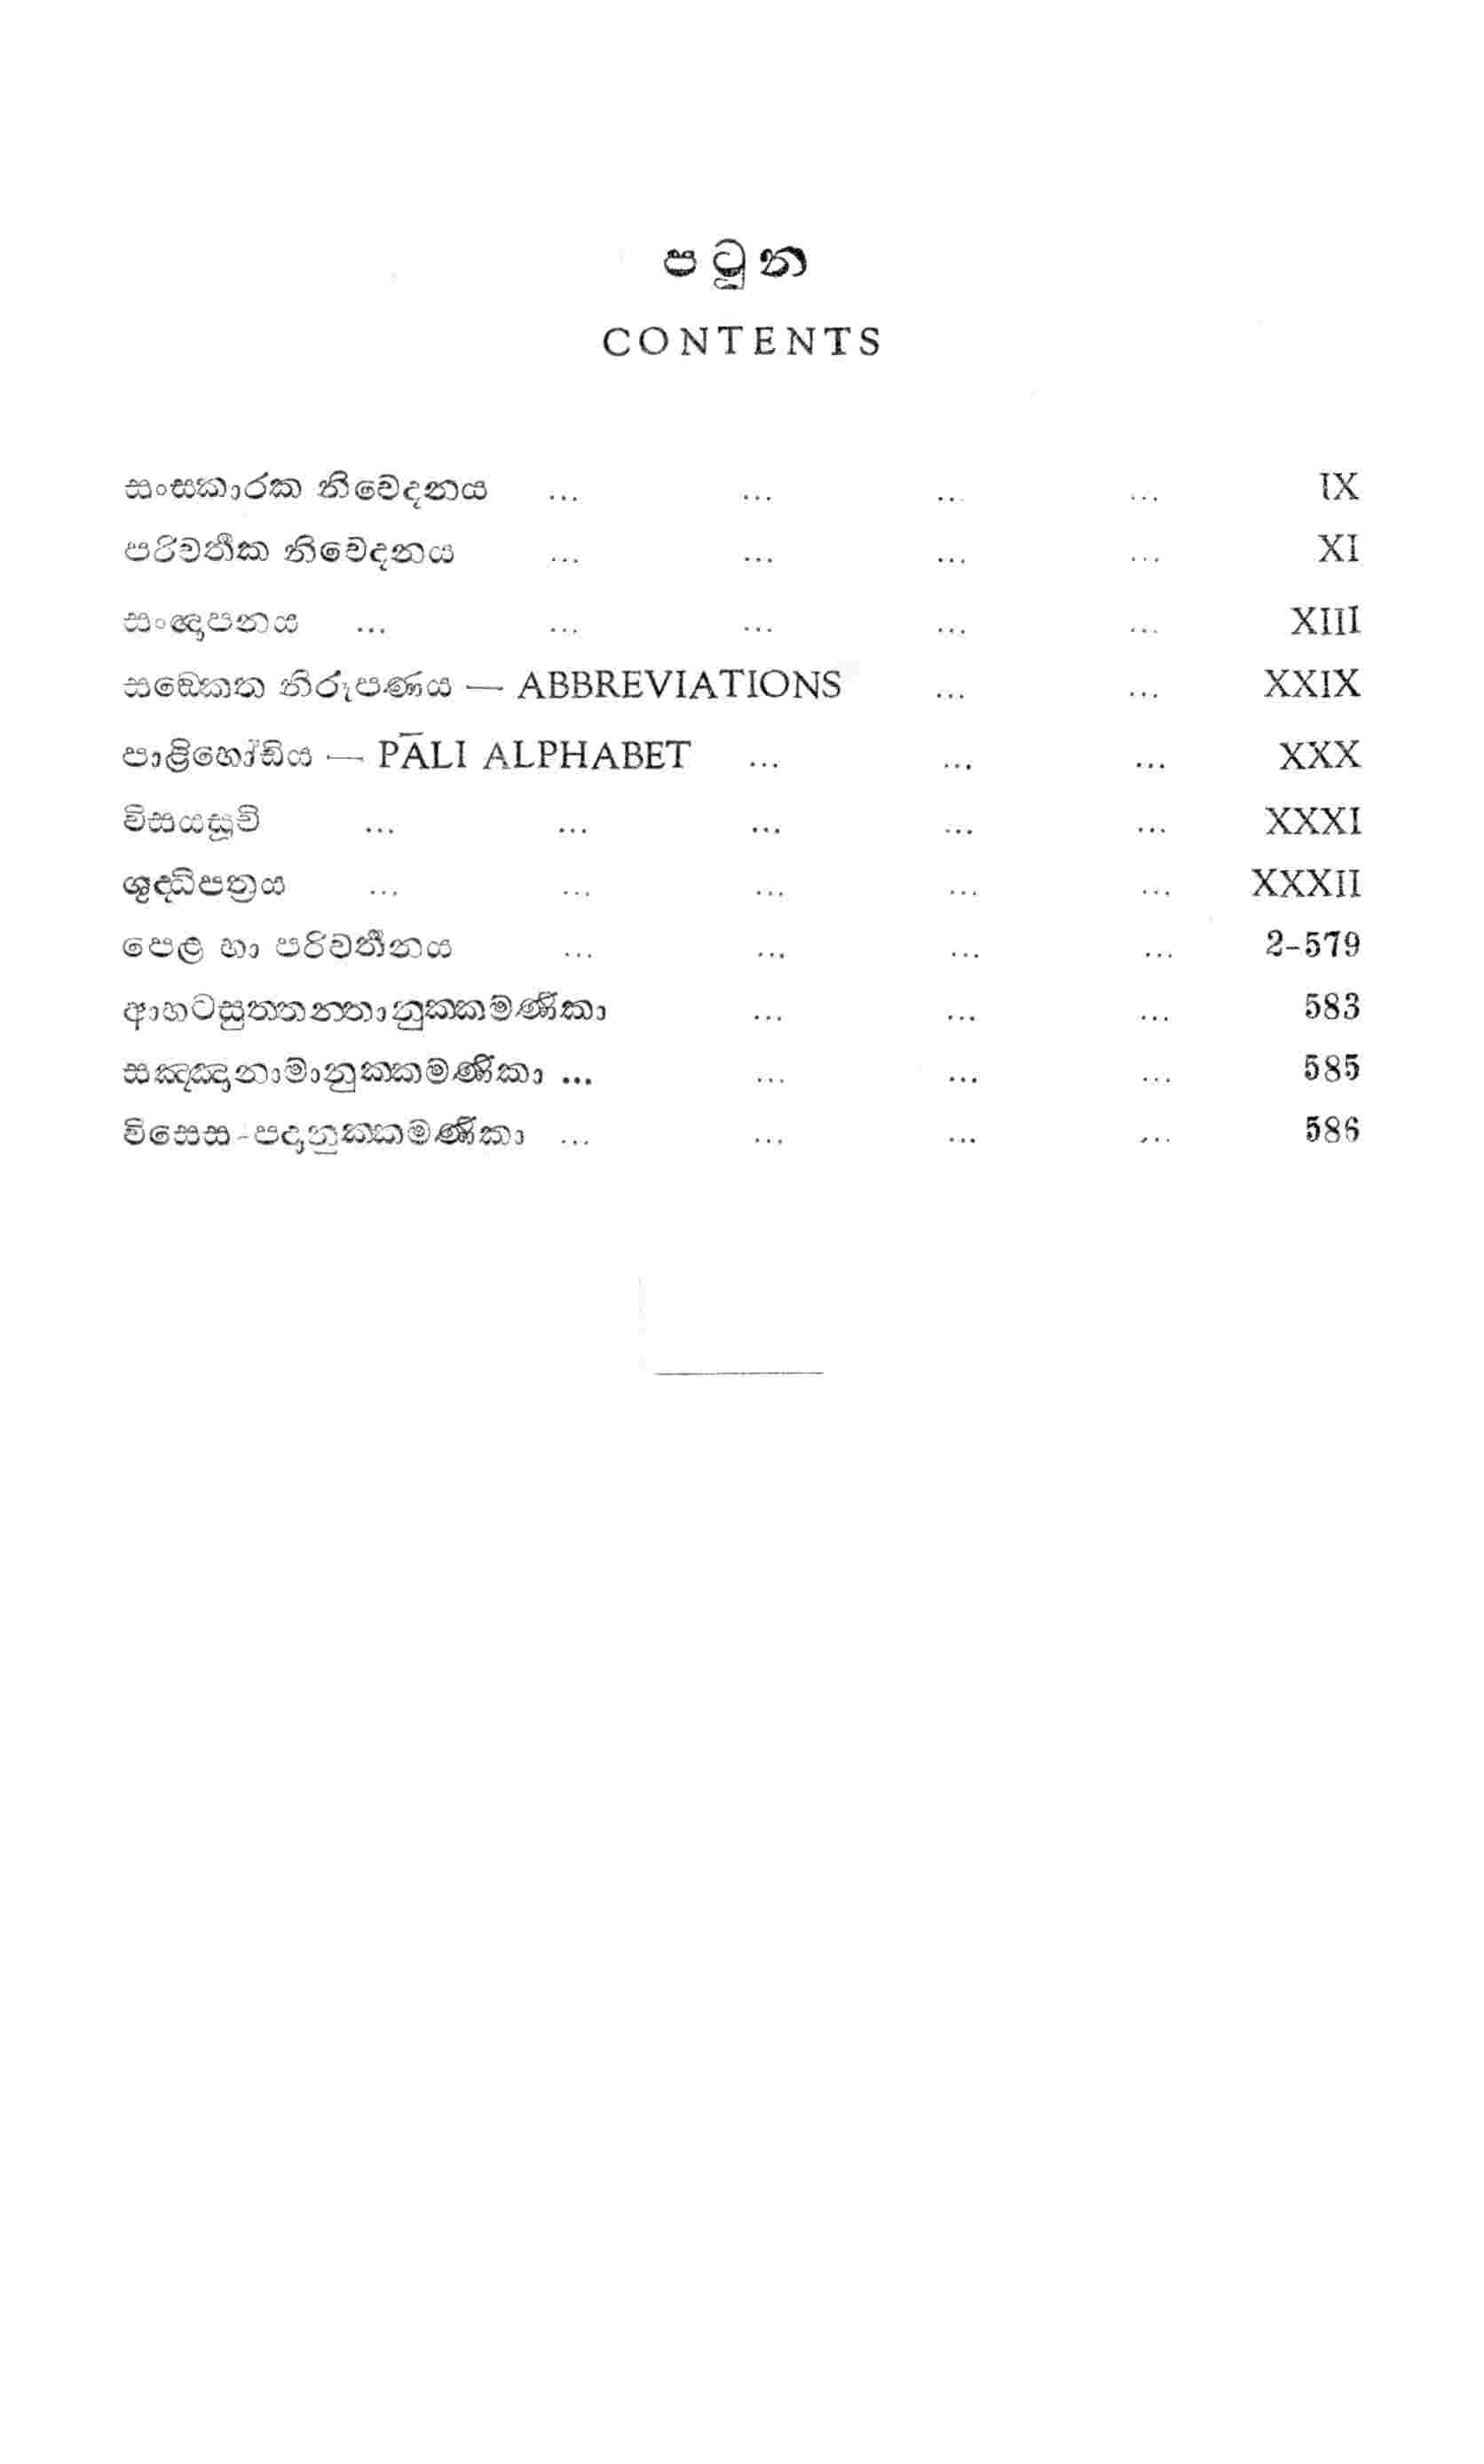 පටුන
CONTENTS
සංසකාරක නිවේදනය ... ... ... ... IX
පරිවර්තක නිවේදනය ... ... ... ... XI
සංඥාපනය ... ... ... ... ... XIII
සඞ්කෙත නිරූපණය — ABBREVIATIONS ... ... XXIX
පාළිහෝඩිය — PĀLI ALPHABET ... ... ... XXX
විසයසූචි ... ... ... ... ... XXXI
ශුද්ධිපත්‍රය ... ... ... ... ... XXXII
පෙළ හා පරිවර්තනය ... ... ... ... 2-579
ආහටසුත්තන්තානුක්කමණිකා ... ... ... 583
සඤ්ඤානාමානුක්කමණිකා ... ... ... ... 585
විසෙස-පදානුක්කමණිකා ... ... ... ... 586